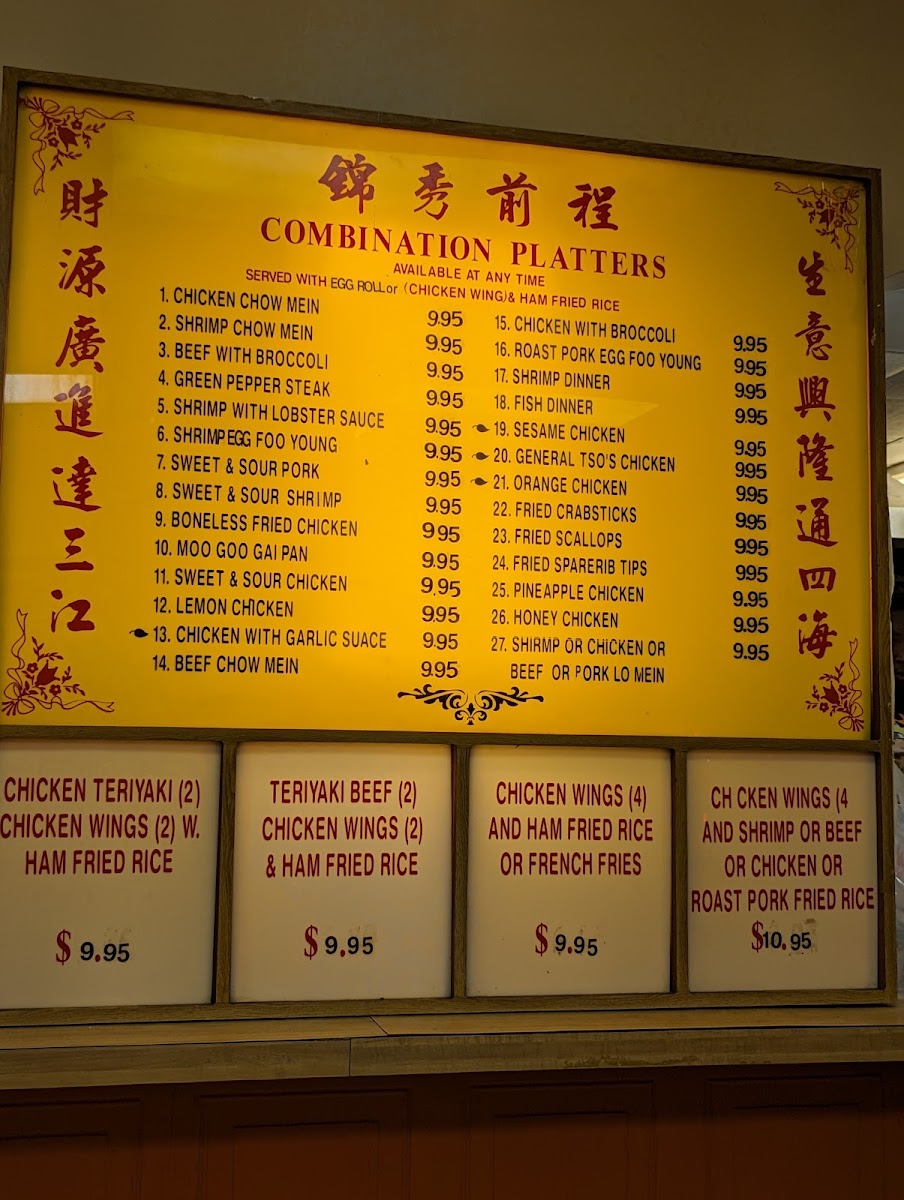 錦秀前程
COMBINATION PLATTERS
AVAILABLE AT ANY TIME
SERVED WITH EGG ROLL or (CHICKEN WING) & HAM FRIED RICE
財源廣進達三江
1. CHICKEN CHOW MEIN 9.95
2. SHRIMP CHOW MEIN 9.95
3. BEEF WITH BROCCOLI 9.95
4. GREEN PEPPER STEAK 9.95
5. SHRIMP WITH LOBSTER SAUCE 9.95
6. SHRIMP EGG FOO YOUNG 9.95
7. SWEET & SOUR PORK 9.95
8. SWEET & SOUR SHRIMP 9.95
9. BONELESS FRIED CHICKEN 995
10. MOO GOO GAI PAN 9.95
11. SWEET & SOUR CHICKEN 9.95
12. LEMON CHICKEN 9.95
13. CHICKEN WITH GARLIC SUACE 9.95
14. BEEF CHOW MEIN 9.95
15. CHICKEN WITH BROCCOLI 9.95
16. ROAST PORK EGG FOO YOUNG 9.95
17. SHRIMP DINNER 9.95
18. FISH DINNER 9.95
19. SESAME CHICKEN 9.95
20. GENERAL TSO'S CHICKEN 9.95
21. ORANGE CHICKEN 9.95
22. FRIED CRABSTICKS 9.95
23. FRIED SCALLOPS 9.95
24. FRIED SPARERIB TIPS 995
25. PINEAPPLE CHICKEN 9.95
26. HONEY CHICKEN 9.95
27. SHIRMP OR CHICKEN OR 9.95
BEEF OR PORK LO MEIN
生意興隆通四海
CHICKEN TERIYAKI (2)
CHICKEN WINGS (2) W.
HAM FRIED RICE
$ 9.95
TERIYAKI BEEF (2)
CHICKEN WINGS (2)
& HAM FRIED RICE
$ 9.95
CHICKEN WINGS (4)
AND HAM FRIED RICE
OR FRENCH FRIES
$ 9.95
CH CKEN WINGS (4
AND SHRIMP OR BEEF
OR CHICKEN OR
ROAST PORK FRIED RICE
$10.95